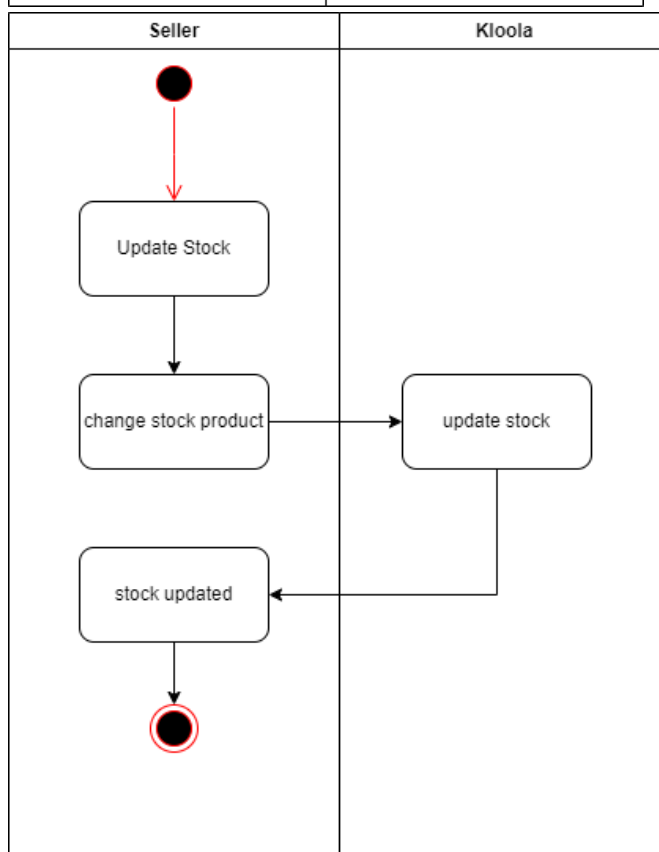 Seller
Kloola
Update Stock
change stock product
update stock
stock updated